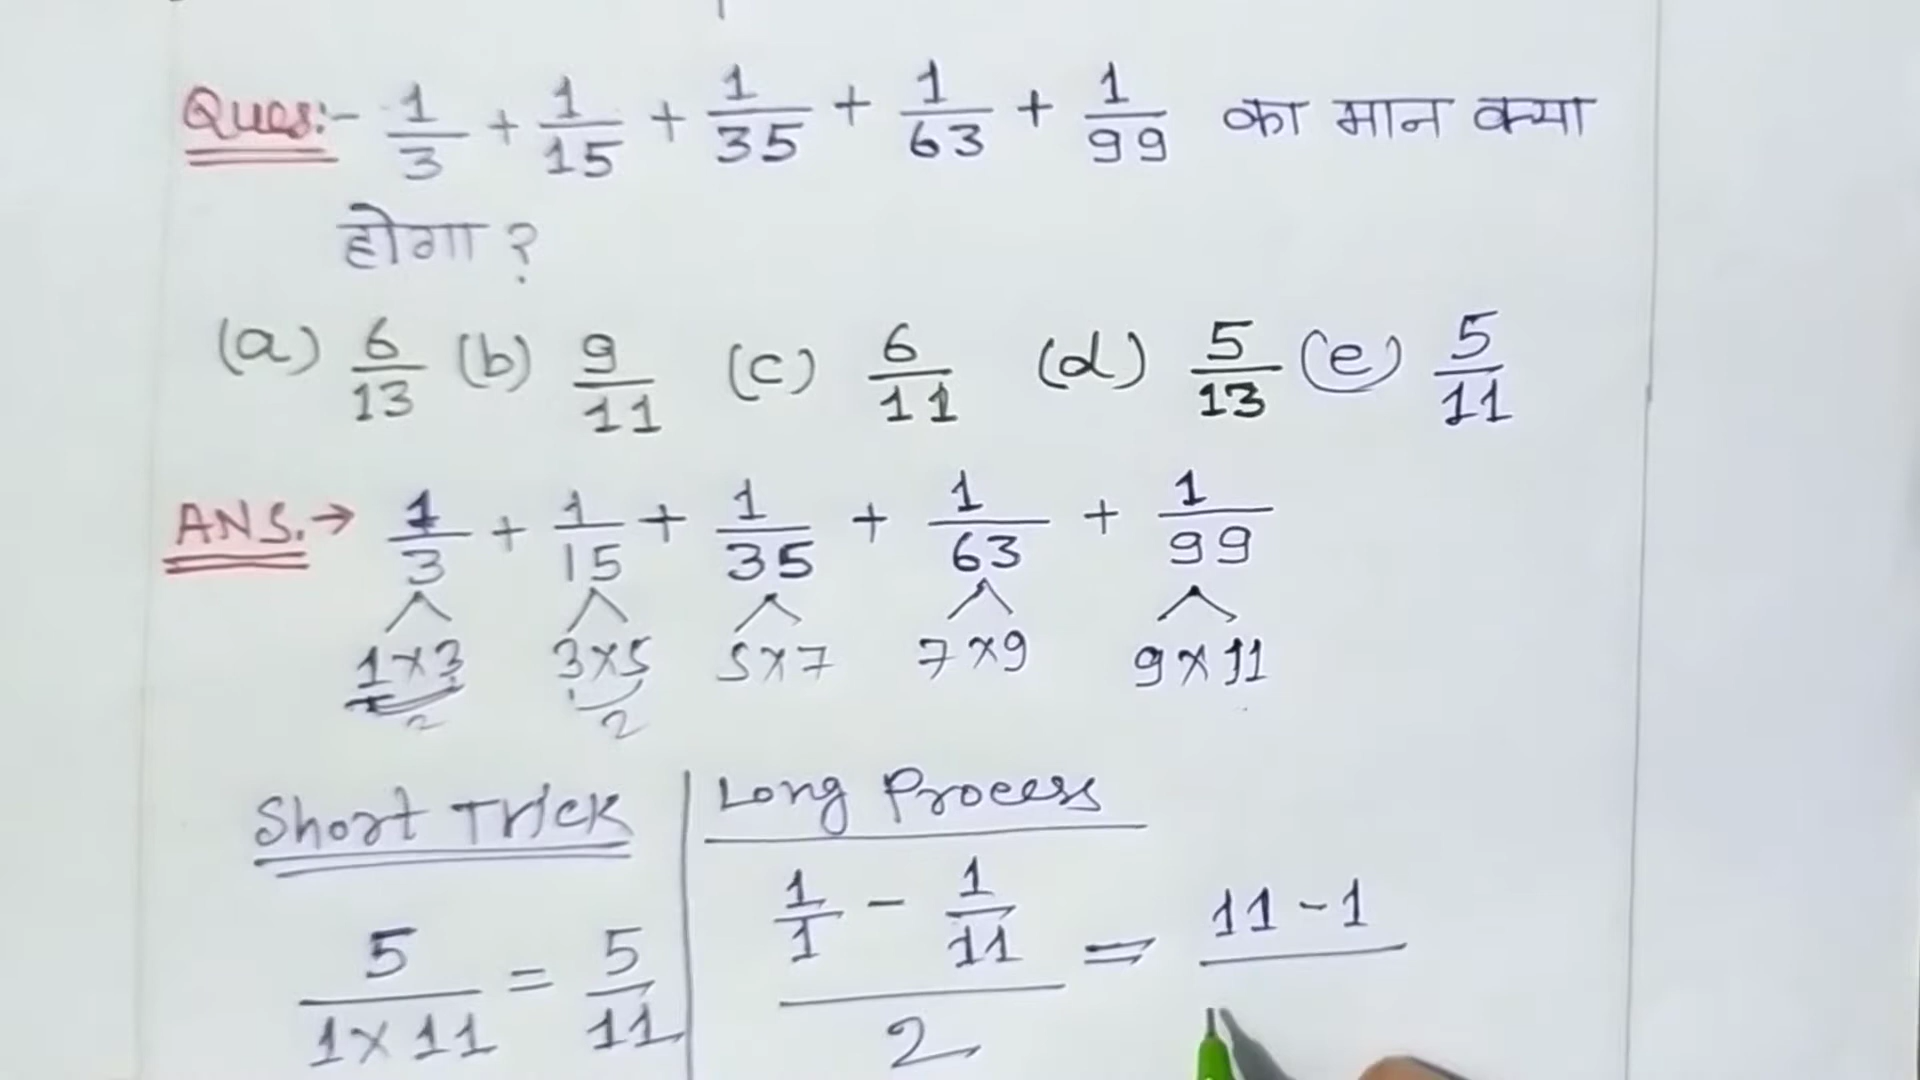 Ques:- 1/3 + 1/15 + 1/35 + 1/63 + 1/99 का मान क्या
होगा ?
(a) 6/13 (b) 9/11 (c) 6/11 (d) 5/13 (e) 5/11
ANS.→ 1/3 + 1/15 + 1/35 + 1/63 + 1/99
1×3 3×5 5×7 7×9 9×11
2 2
Short Trick
5/(1×11) = 5/11
Long Process
(1/1 - 1/11)/2 = 11-1